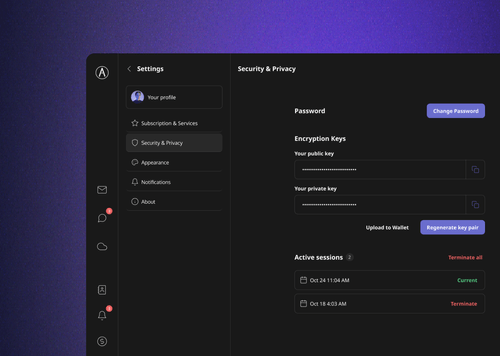 Settings
Your profile
Subscription & Services
Security & Privacy
Appearance
Notifications
About
Security & Privacy
Password
Change Password
Encryption Keys
Your public key
Your private key
Upload to Wallet
Regenerate key pair
Active sessions 2
Terminate all
Oct 24 11:04 AM
Current
Oct 18 4:03 AM
Terminate